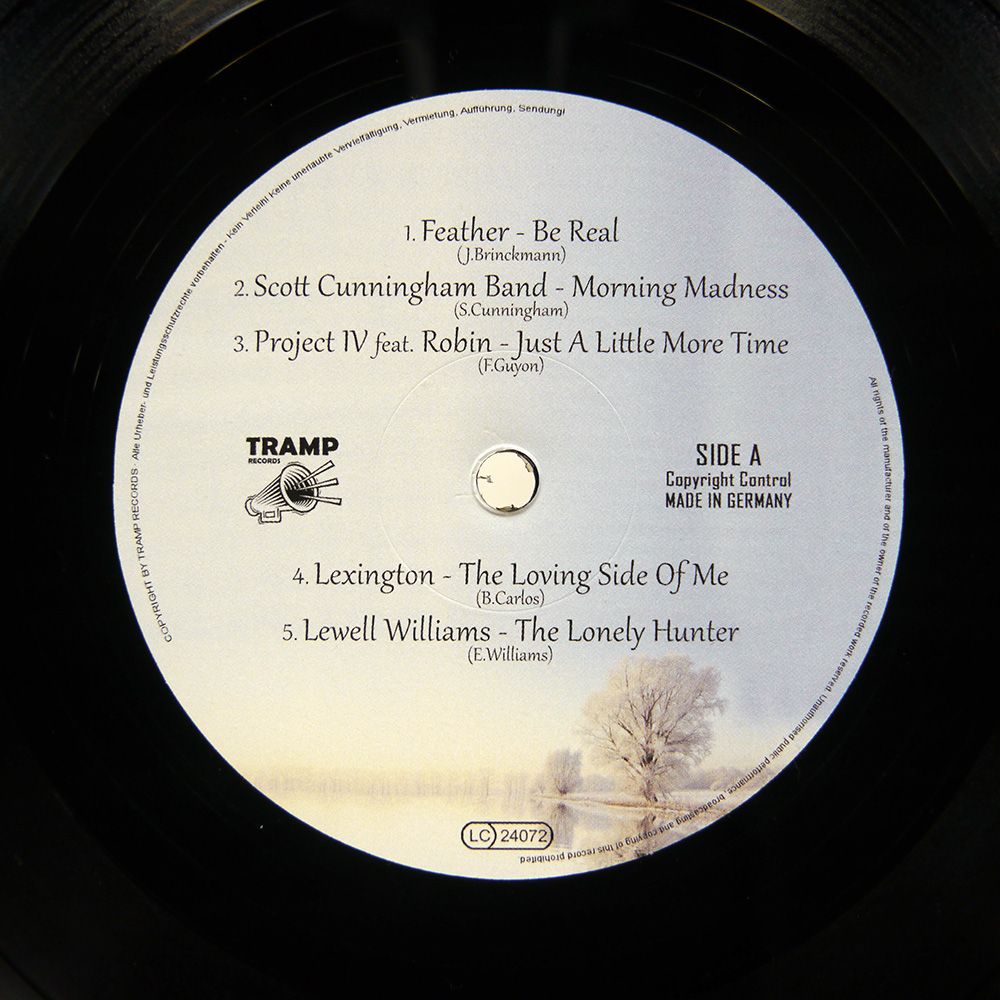 1. Feather - Be Real
(J.Brinckmann)
2. Scott Cunningham Band - Morning Madness
(S.Cunningham)
3. Project IV feat. Robin - Just A Little More Time
(F.Guyon)
TRAMP
RECORDS
SIDE A
Copyright Control
MADE IN GERMANY
4. Lexington - The Loving Side Of Me
(B.Carlos)
5. Lewell Williams - The Lonely Hunter
(E.Williams)
LC 24072
COPYRIGHT BY TRAMP RECORDS - Alle Urheber- und Leistungsschutzrechte vorbehalten - Kein Verleih! Keine unerlaubte Vervielfältigung, Vermietung, Aufführung, Sendung!
All rights of the manufacturer and of the owner of the recorded work reserved. Unauthorised public performance, broadcasting and copying of this record prohibited